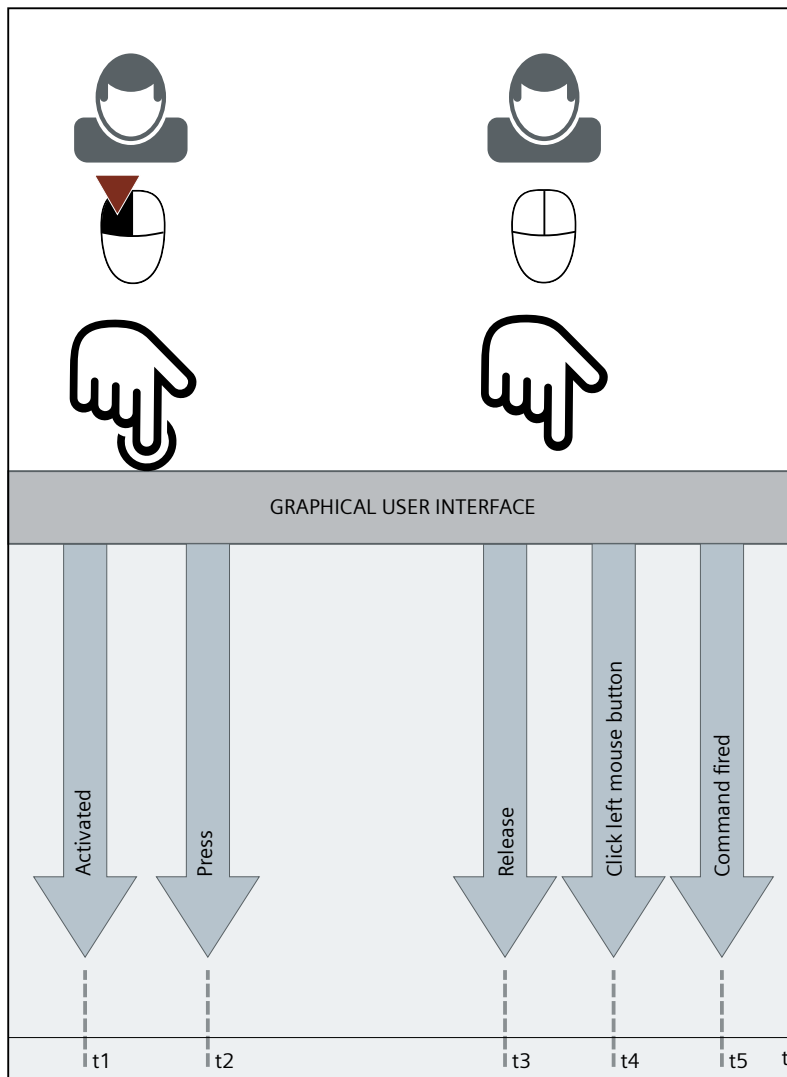 GRAPHICAL USER INTERFACE
Activated
Press
Release
Click left mouse button
Command fired
t1
t2
t3
t4
t5
t